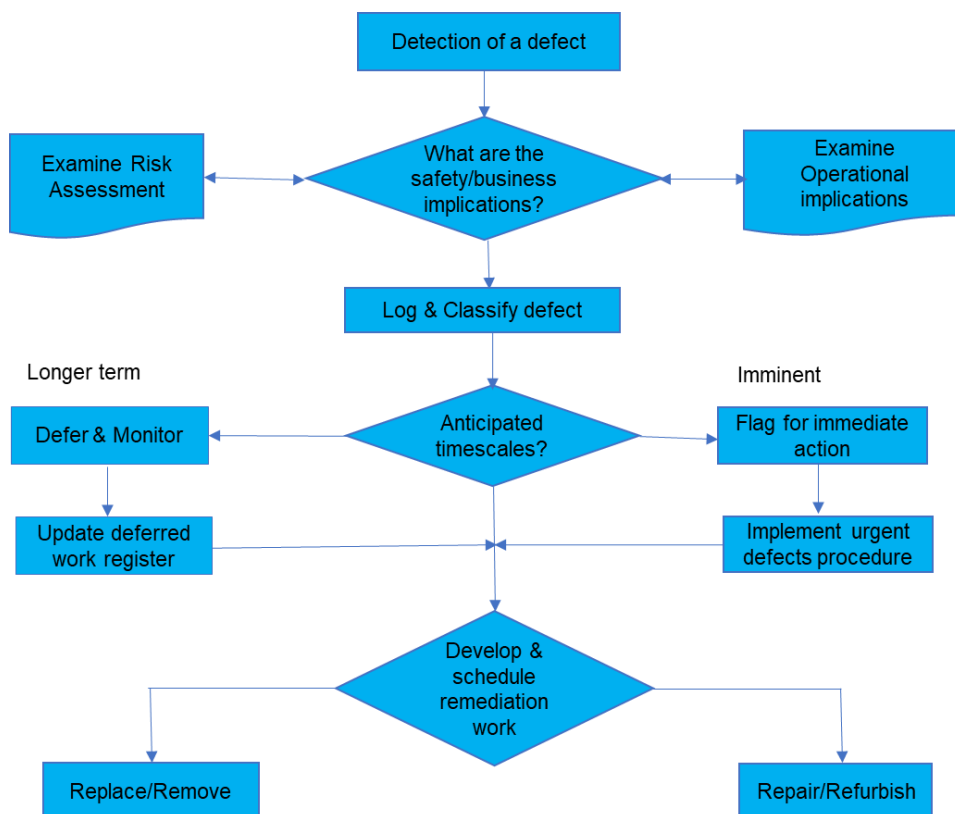 Detection of a defect
Examine Risk
Assessment
What are the
safety/business
implications?
Examine
Operational
implications
Log & Classify defect
Longer term
Imminent
Defer & Monitor
Anticipated
timescales?
Flag for immediate
action
Update deferred
work register
Implement urgent
defects procedure
Develop &
schedule
remediation
work
Replace/Remove
Repair/Refurbish